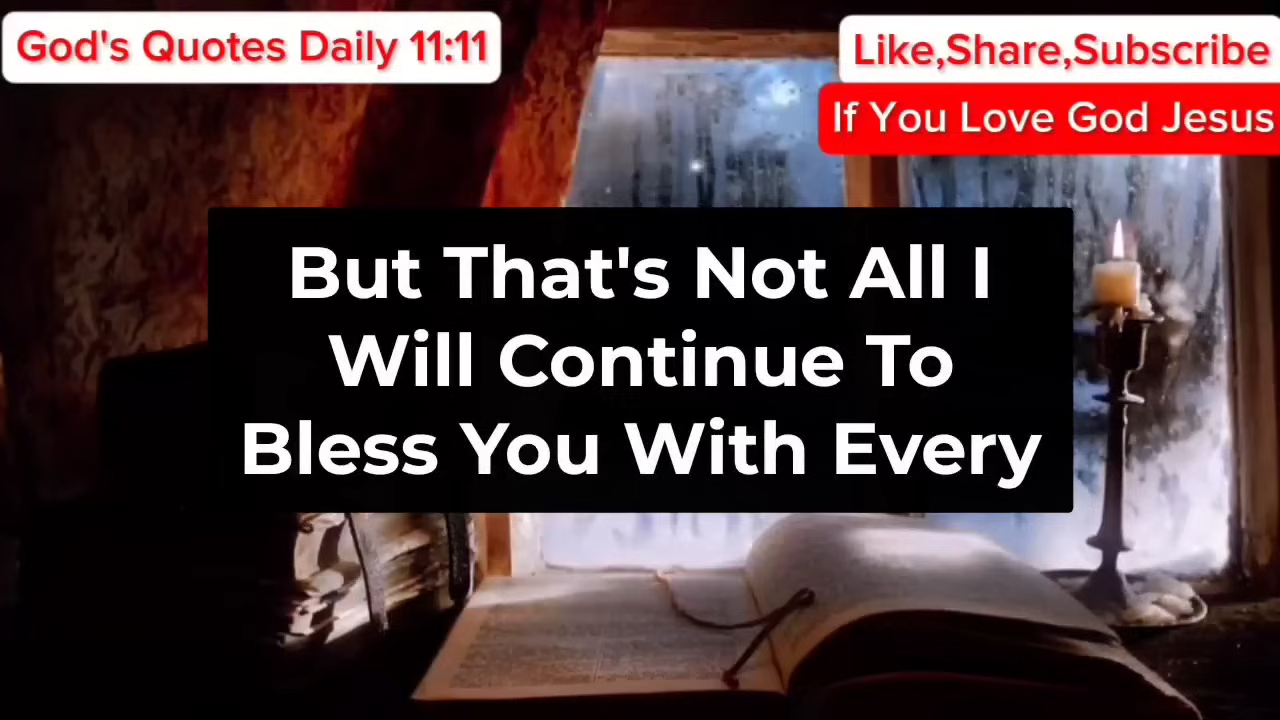 God's Quotes Daily 11:11
Like,Share,Subscribe
If You Love God Jesus
But That's Not All I
Will Continue To
Bless You With Every